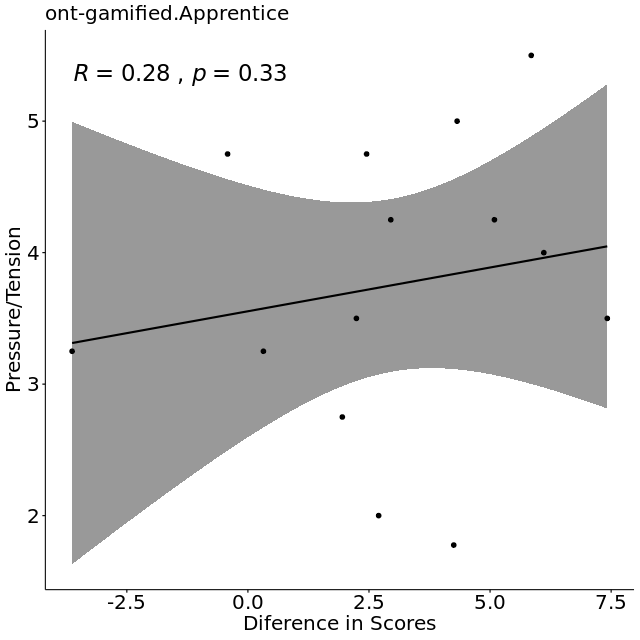 ont-gamified.Apprentice
R = 0.28 , p = 0.33
5
4
3
2
Pressure/Tension
-2.5 0.0 2.5 5.0 7.5
Diference in Scores